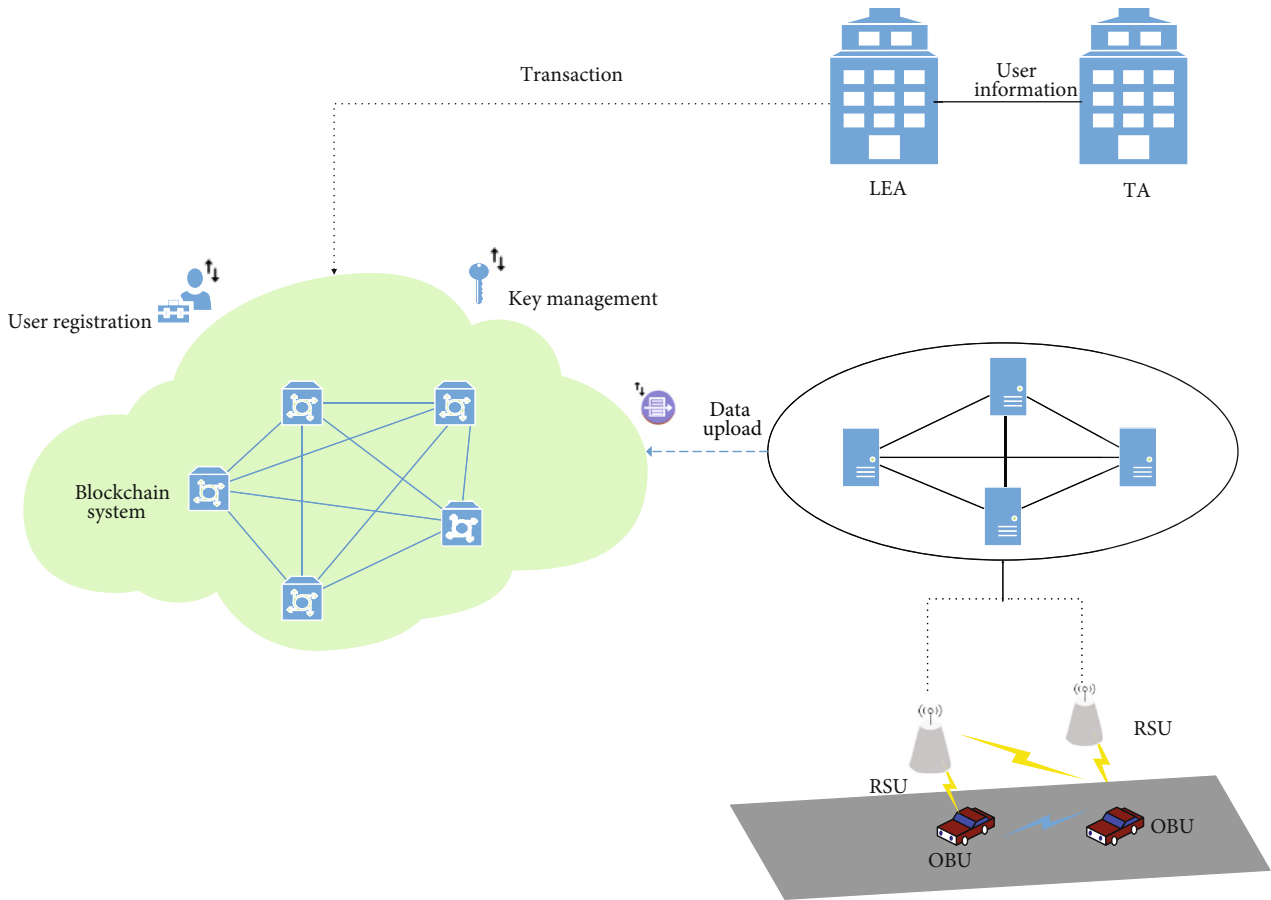 Transaction
User
information
LEA
TA
User registration
Key management
Data
upload
Blockchain
system
RSU
RSU
OBU
OBU